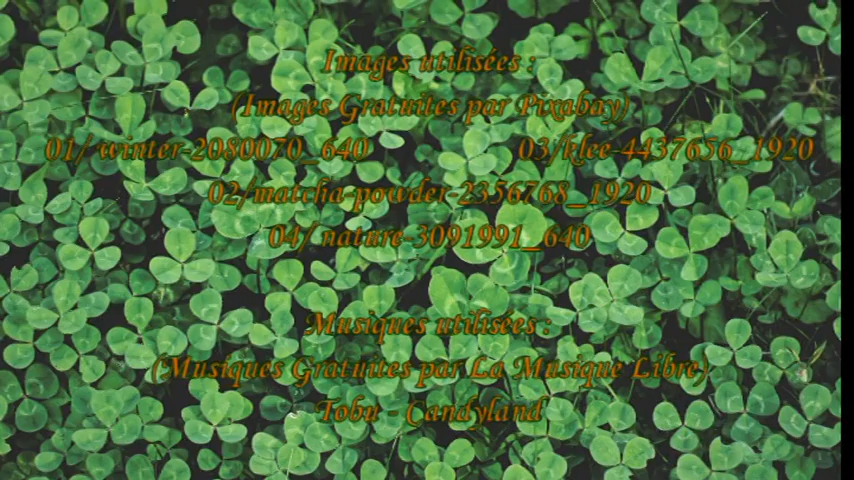 Images utilisées :
(Images Gratuites par Pixabay)
01/ winter-2080070_640 03/klee-4437656_1920
02/matcha-powder-2356768_1920
04/ nature-3091991_640
Musiques utilisées :
(Musiques Gratuites par La Musique Libre)
Tobu - Candyland